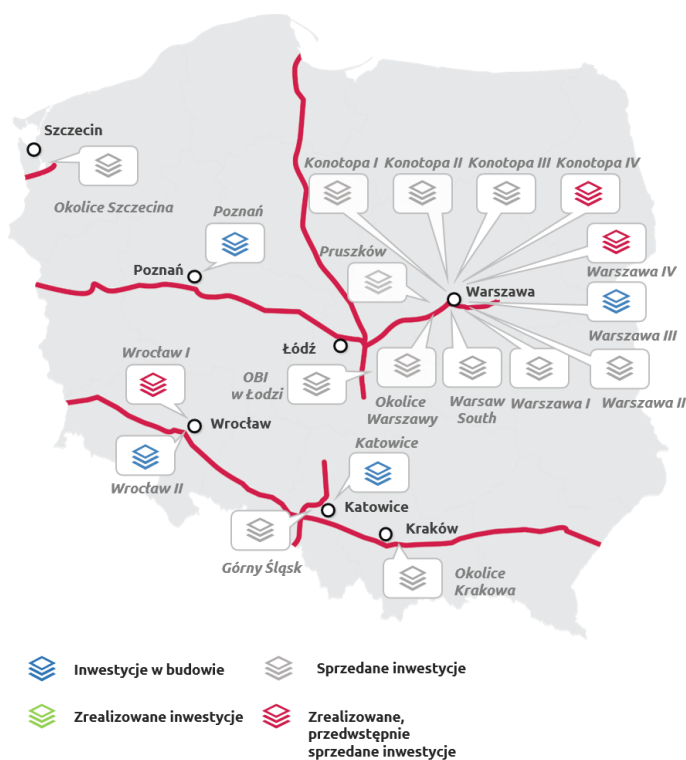 Szczecin
Okolice Szczecina
Konotopa I
Konotopa II
Konotopa III
Konotopa IV
Poznań
Pruszków
Warszawa IV
Poznań
Warszawa
Warszawa III
Łódź
Wrocław I
OBI
w Łodzi
Okolice
Warszawy
Warsaw
South
Warszawa I
Warszawa II
Wrocław
Katowice
Wrocław II
Katowice
Kraków
Górny Śląsk
Okolice
Krakowa
Inwestycje w budowie
Sprzedane inwestycje
Zrealizowane inwestycje
Zrealizowane,
przedwstępnie
sprzedane inwestycje